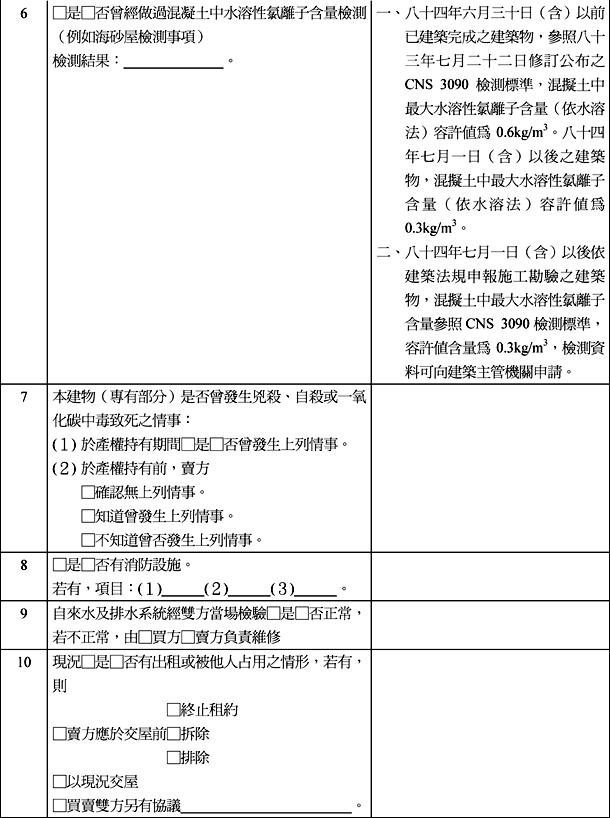 6
□是□否曾經做過混凝土中水溶性氯離子含量檢測
（例如海砂屋檢測事項）
檢測結果：____________。
一、八十四年六月三十日（含）以前
已建築完成之建築物，參照八十
三年七月二十二日修訂公布之
CNS 3090 檢測標準，混擬土中
最大水溶性氯離子含量（依水溶
法）容許值為 0.6kg/m³。八十四
年七月一日（含）以後之建築
物，混擬土中最大水溶性氯離子
含量（依水溶法）容許值為
0.3kg/m³。
二、八十四年七月一日（含）以後依
建築法規申報施工勘驗之建築
物，混擬土中最大水溶性氯離子
含量參照 CNS 3090 檢測標準，
容許值含量為 0.3kg/m³，檢測資
料可向建築主管機關申請。
7
本建物（專有部分）是否曾發生兇殺、自殺或一氧
化碳中毒致死之情事：
(1) 於產權持有期間□是□否曾發生上列情事。
(2) 於產權持有前，賣方
□確認無上列情事。
□知道曾發生上列情事。
□不知道曾否發生上列情事。
8
□是□否有消防設施。
若有，項目：(1)_____(2)_____(3)_____。
9
自來水及排水系統經雙方當場檢驗□是□否正常，
若不正常，由□買方□賣方負責維修
10
現況□是□否有出租或被他人占用之情形，若有，
則
□終止租約
□賣方應於交屋前□拆除
□排除
□以現況交屋
□買賣雙方另有協議____________________。